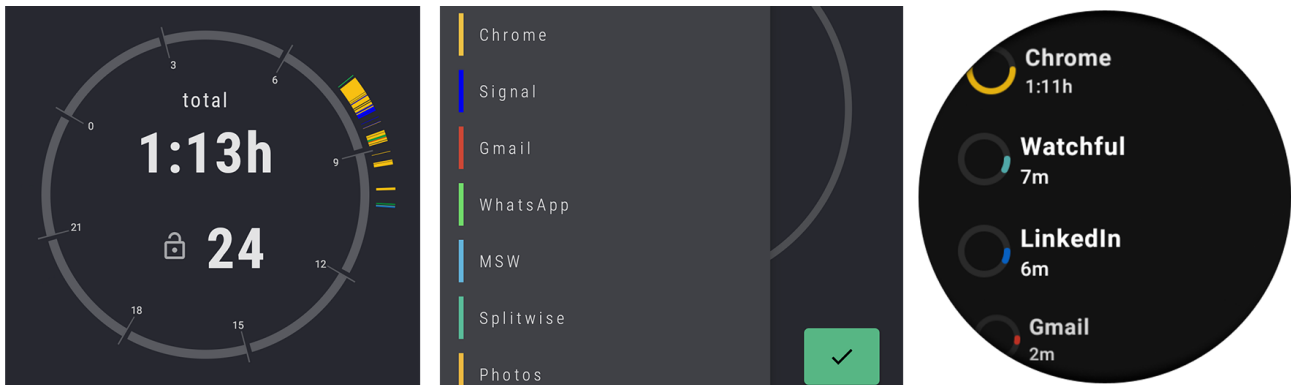 3
6
total
0
1:13h
9
21
24
12
18
15
Chrome
Signal
Gmail
WhatsApp
MSW
Splitwise
Photos
Chrome
1:11h
Watchful
7m
LinkedIn
6m
Gmail
2m